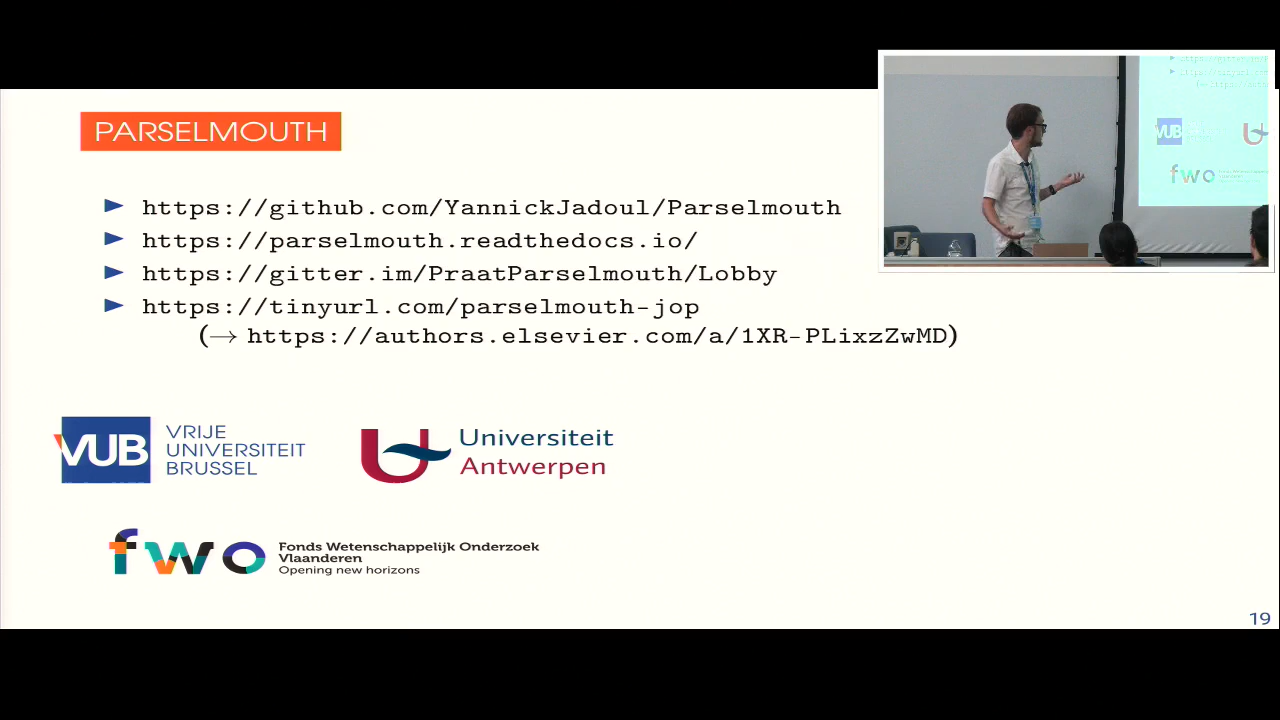 PARSELMOUTH
https://github.com/YannickJadoul/Parselmouth
https://parselmouth.readthedocs.io/
https://gitter.im/PraatParselmouth/Lobby
https://tinyurl.com/parselmouth-jop
(→ https://authors.elsevier.com/a/1XR-PLixzZwMD)
VUB
VRIJE
UNIVERSITEIT
BRUSSEL
Universiteit
Antwerpen
fwo
Fonds Wetenschappelijk Onderzoek
Vlaanderen
Opening new horizons
19
VUB
fwo